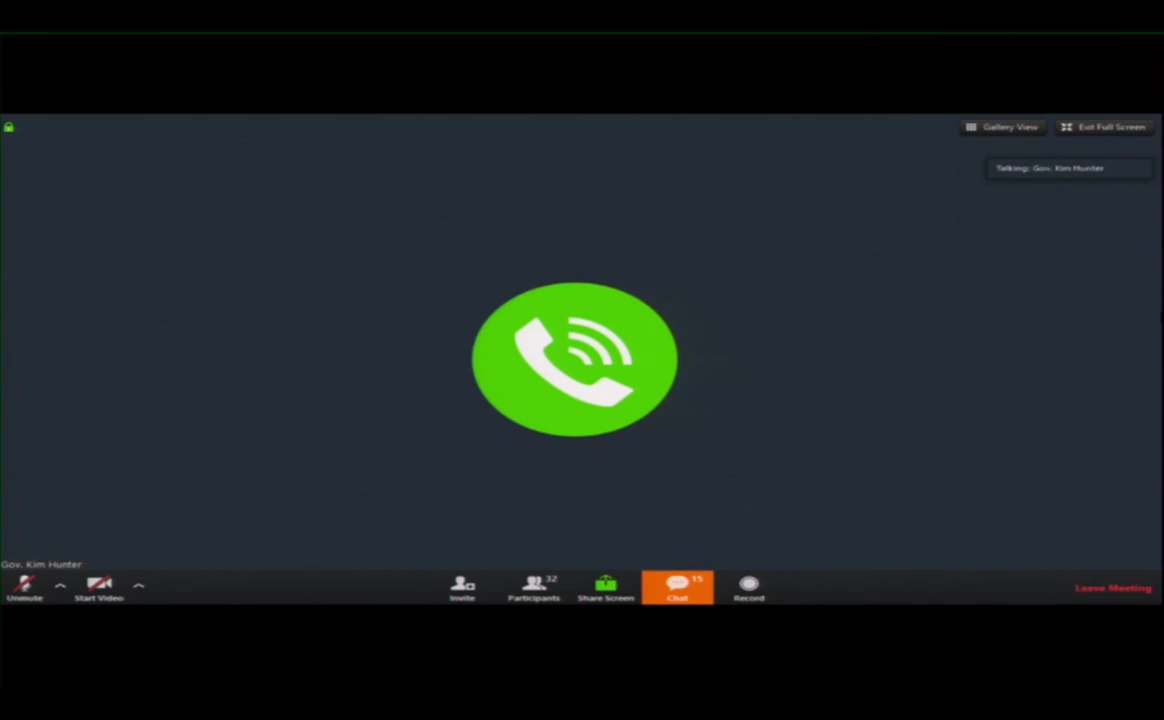 Gallery View
Exit Full Screen
Talking: Gov. Kim Hunter
Gov. Kim Hunter
Unmute
Start Video
Invite
32
Participants
Share Screen
15
Chat
Record
Leave Meeting